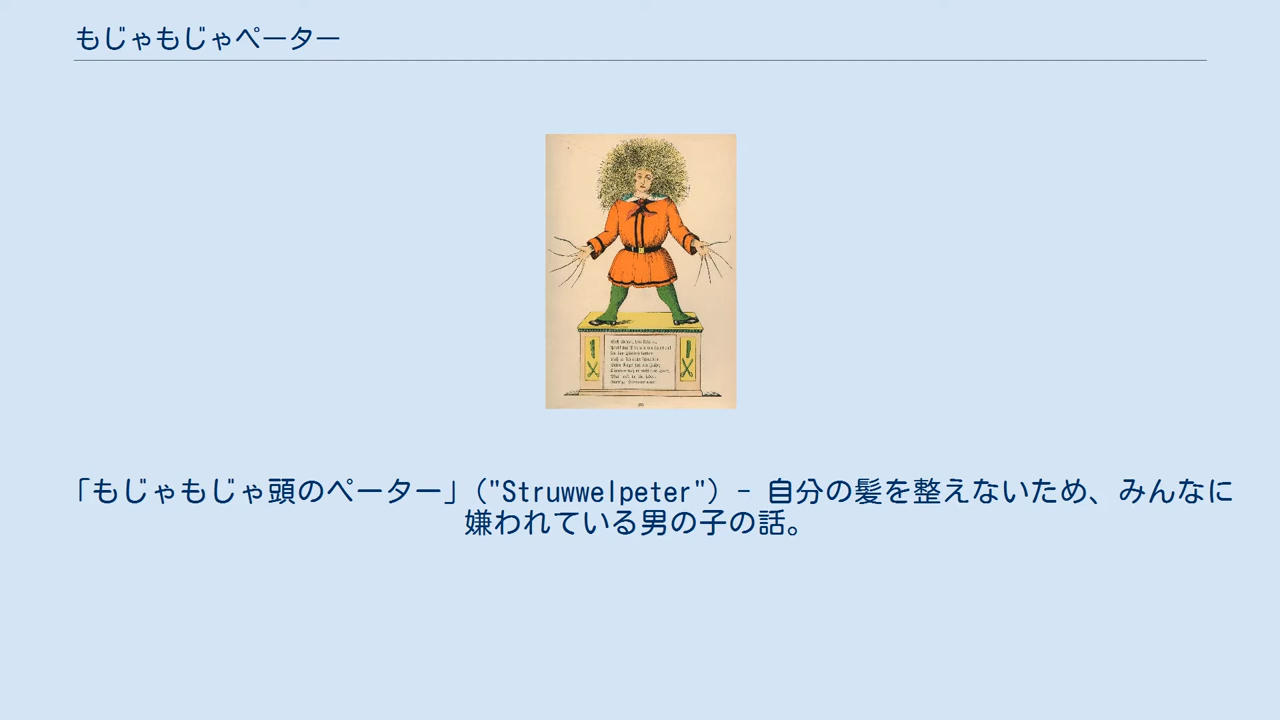 もじゃもじゃペーター
「もじゃもじゃ頭のペーター」("Struwwelpeter") - 自分の髪を整えないため、みんなに
嫌われている男の子の話。